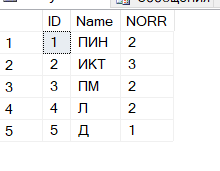 ID Name NORR
1 1 ПИН 2
2 2 ИКТ 3
3 3 ПМ 2
4 4 Л 2
5 5 Д 1